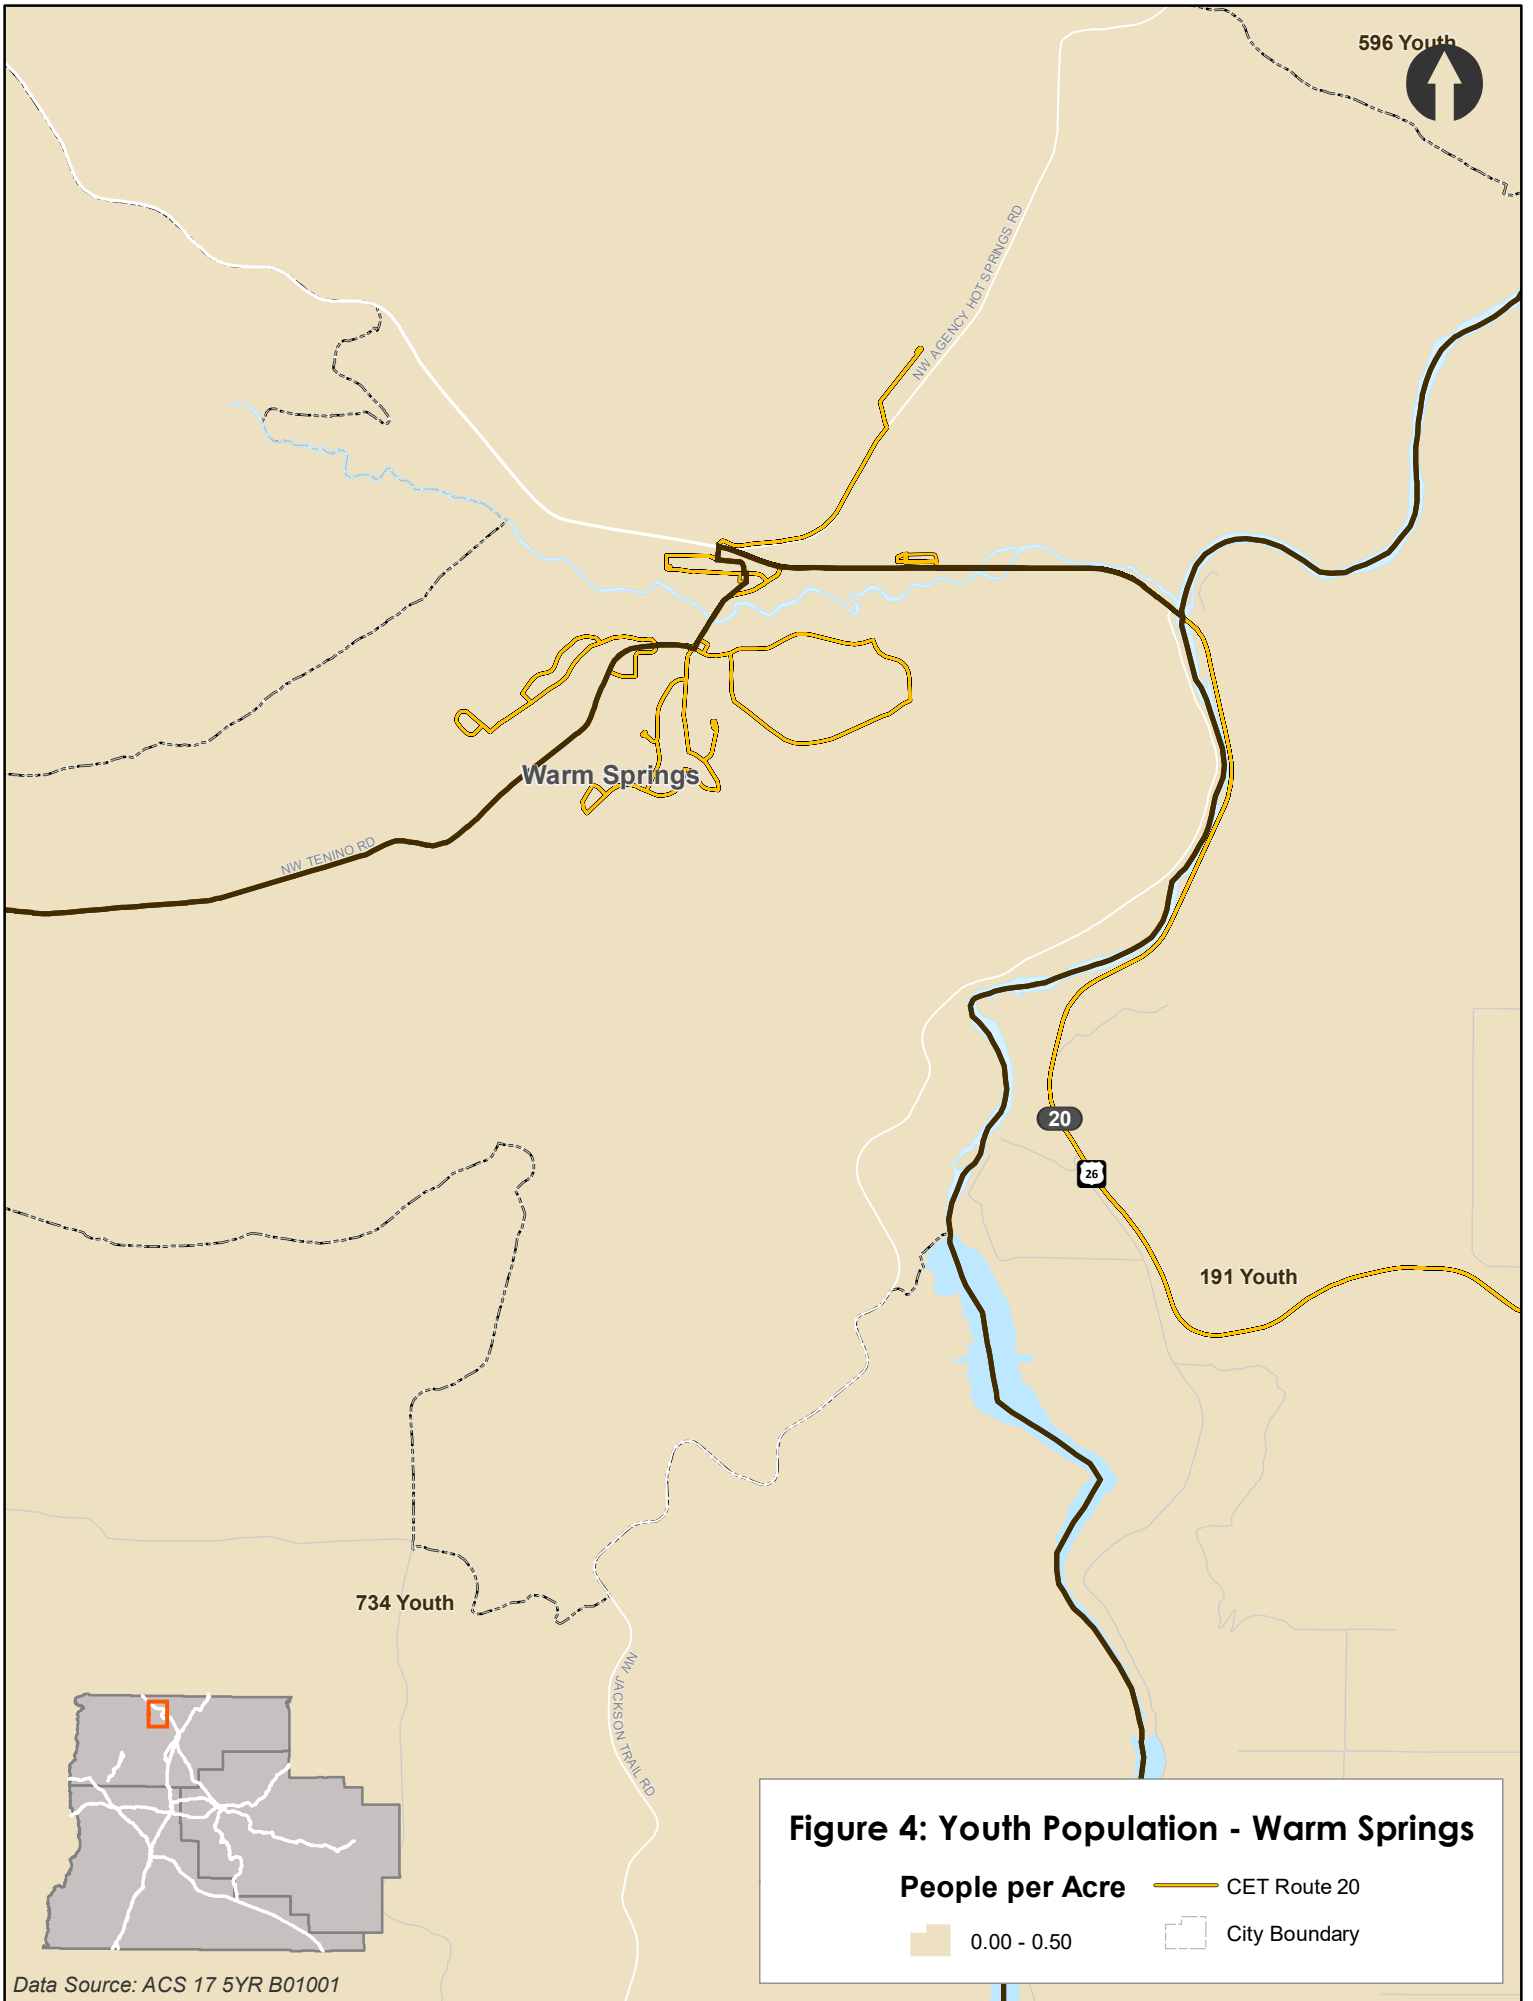 596 Youth
NW AGENCY HOT SPRINGS RD
Warm Springs
NW TENINO RD
20
26
191 Youth
734 Youth
NW JACKSON TRAIL RD
Figure 4: Youth Population - Warm Springs
People per Acre
CET Route 20
0.00 - 0.50
City Boundary
Data Source: ACS 17 5YR B01001